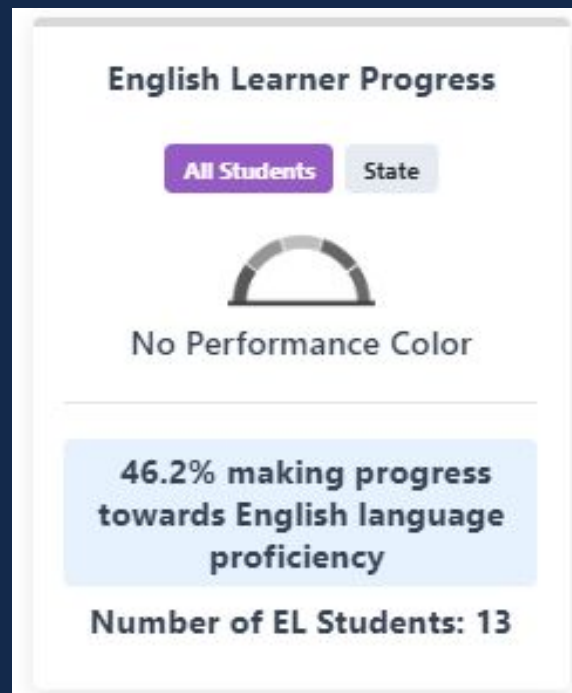 English Learner Progress
All Students
State
No Performance Color
46.2% making progress
towards English language
proficiency
Number of EL Students: 13